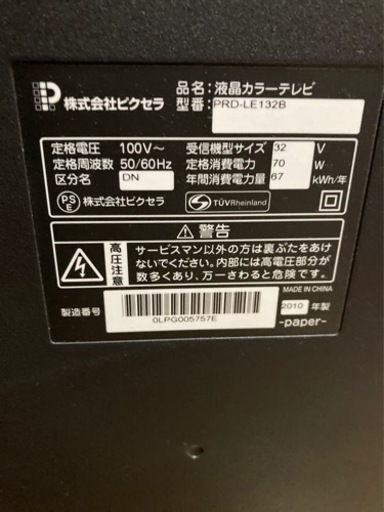 株式会社ピクセラ
品名：液晶カラーテレビ
型番： PRD-LE132B
定格電圧 100V～
定格周波数 50/60Hz
区分名 DN
受信機型サイズ 32 V
定格消費電力 70 W
年間消費電力量 67 kWh/年
PS E 株式会社ピクセラ
TÜVRheinland
警告
高圧注意
サービスマン以外の方は裏ぶたをあけ
ないでください。内部には高電圧部分が
数多くあり、万一さわると危険です。
製造番号
0LPG005757E
MADE IN CHINA
2010 年製
-paper-